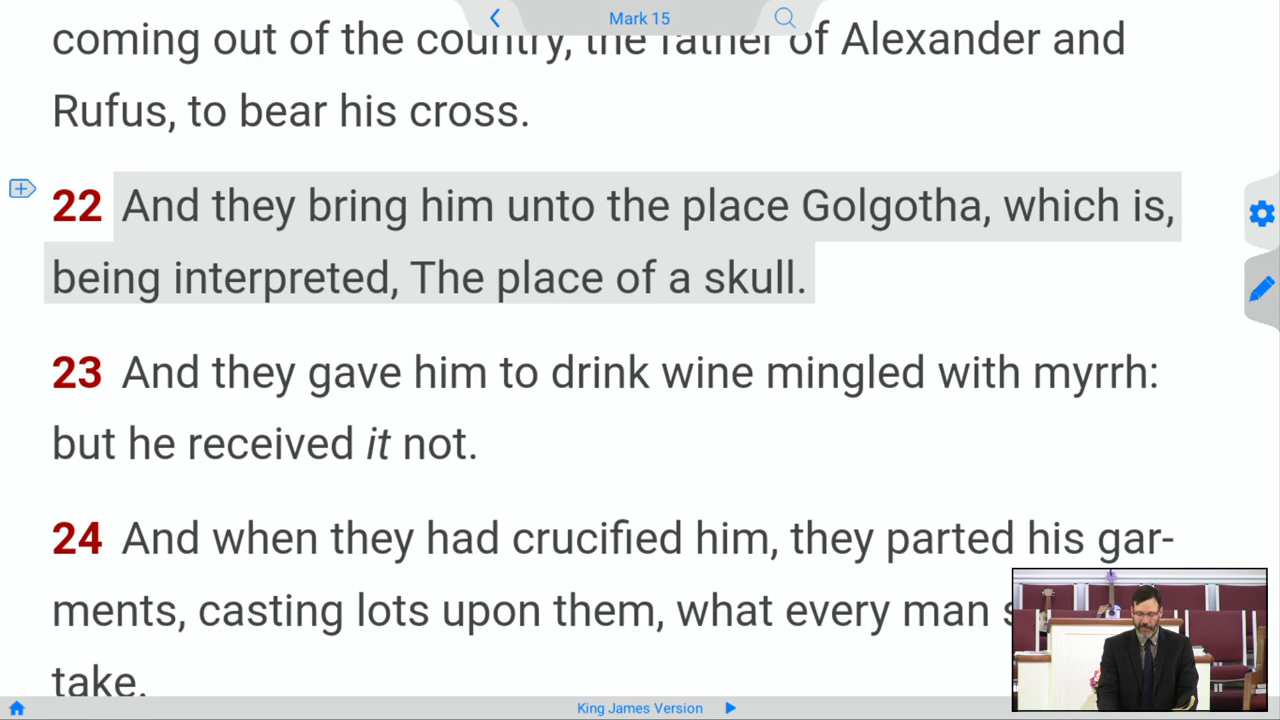 Mark 15
coming out of the country, the father of Alexander and
Rufus, to bear his cross.
22 And they bring him unto the place Golgotha, which is,
being interpreted, The place of a skull.
23 And they gave him to drink wine mingled with myrrh:
but he received it not.
24 And when they had crucified him, they parted his gar-
ments, casting lots upon them, what every man s
take.
King James Version